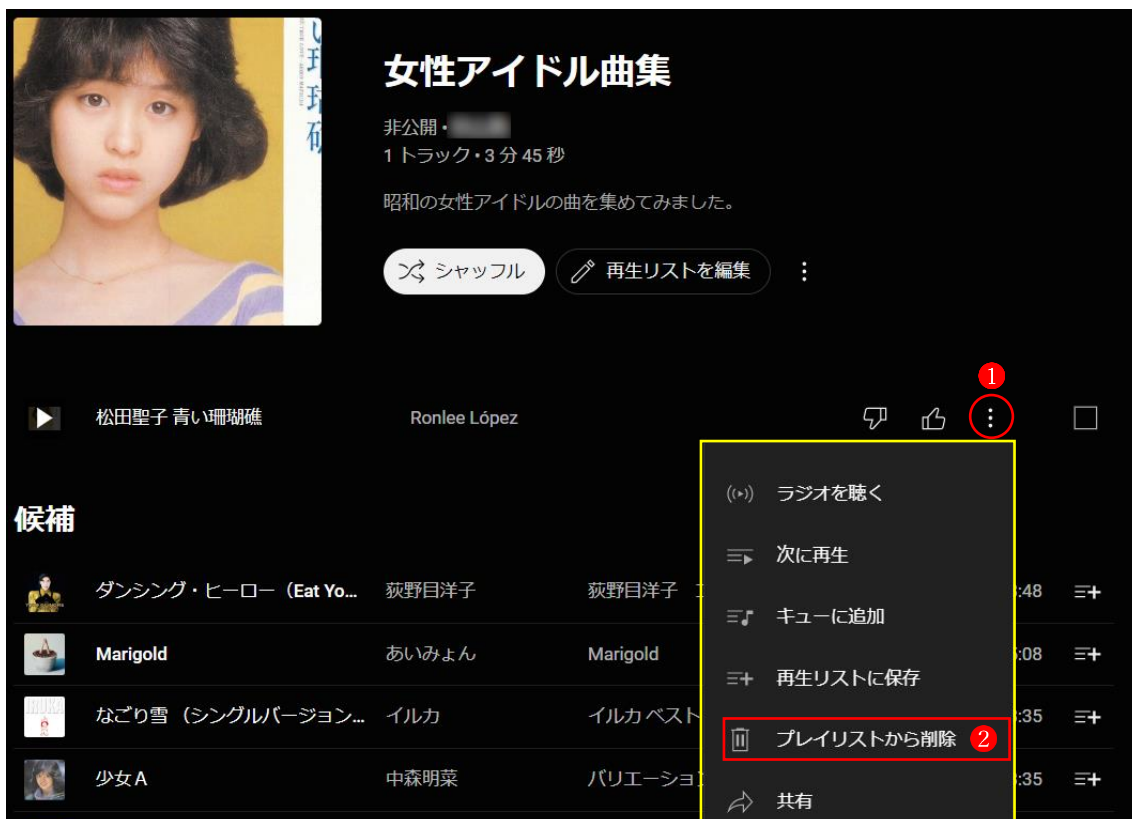 女性アイドル曲集
非公開•
1 トラック • 3 分 45 秒
昭和の女性アイドルの曲を集めてみました。
シャッフル
再生リストを編集
1
松田聖子 青い珊瑚礁 Ronlee López
ラジオを聴く
候補
次に再生
ダンシング・ヒーロー（Eat Yo... 荻野目洋子 荻野目洋子 :48
キューに追加
Marigold あいみょん Marigold :08
再生リストに保存
なごり雪（シングルバージョン... イルカ イルカ ベスト :35
プレイリストから削除 2
少女 A 中森明菜 バリエーション :35
共有